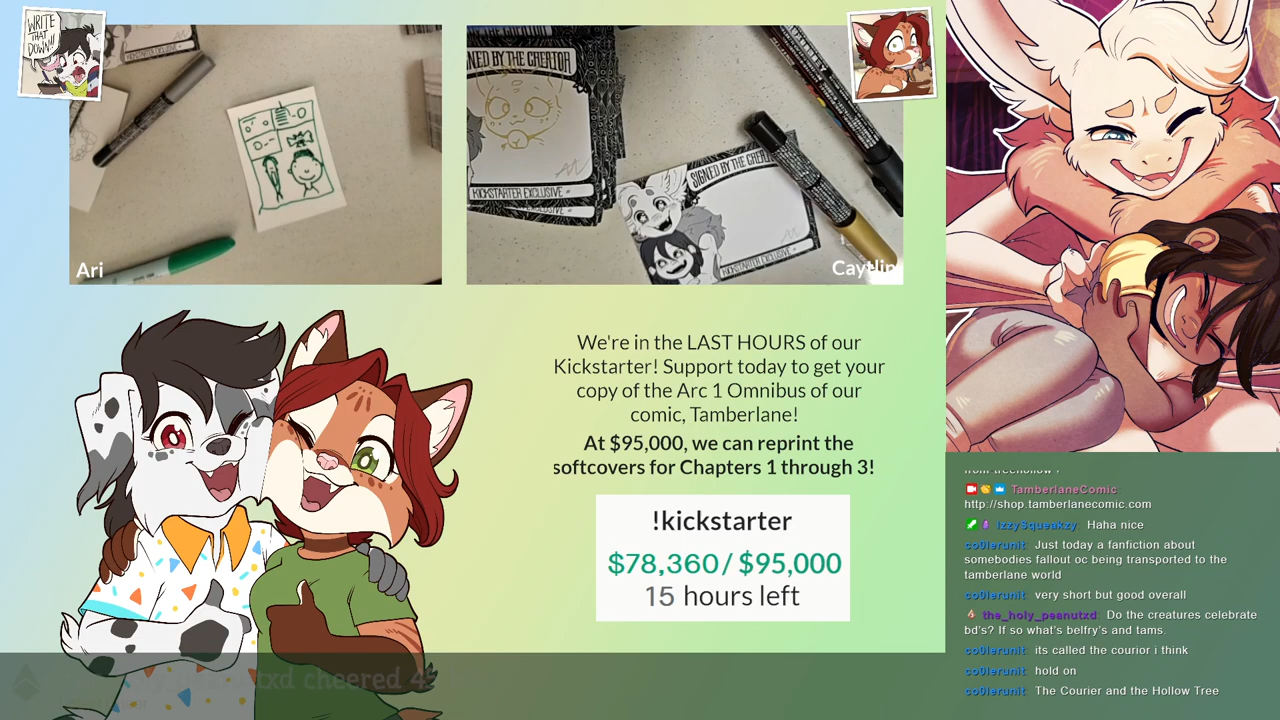 WRITE
THAT
DOWN!!!
Ari
NED BY THE CREATOR
KICKSTARTER EXCLUSIVE
SIGNED BY THE CREATOR
KICKSTARTER EXCLUSIVE
Caytlin
We're in the LAST HOURS of our
Kickstarter! Support today to get your
copy of the Arc 1 Omnibus of our
comic, Tamberlane!
At $95,000, we can reprint the
softcovers for Chapters 1 through 3!
!kickstarter
$78,360/ $95,000
15 hours left
cheered 4
TamberlaneComic
http://shop.tamberlanecomic.com
IzzySqueakzy: Haha nice
co0lerunit: Just today a fanfiction about
somebodies fallout oc being transported to the
tamberlane world
co0lerunit: very short but good overall
the_holy_peanutxd: Do the creatures celebrate
bd's? If so what's belfry's and tams.
co0lerunit: its called the courior i think
co0lerunit: hold on
co0lerunit: The Courier and the Hollow Tree